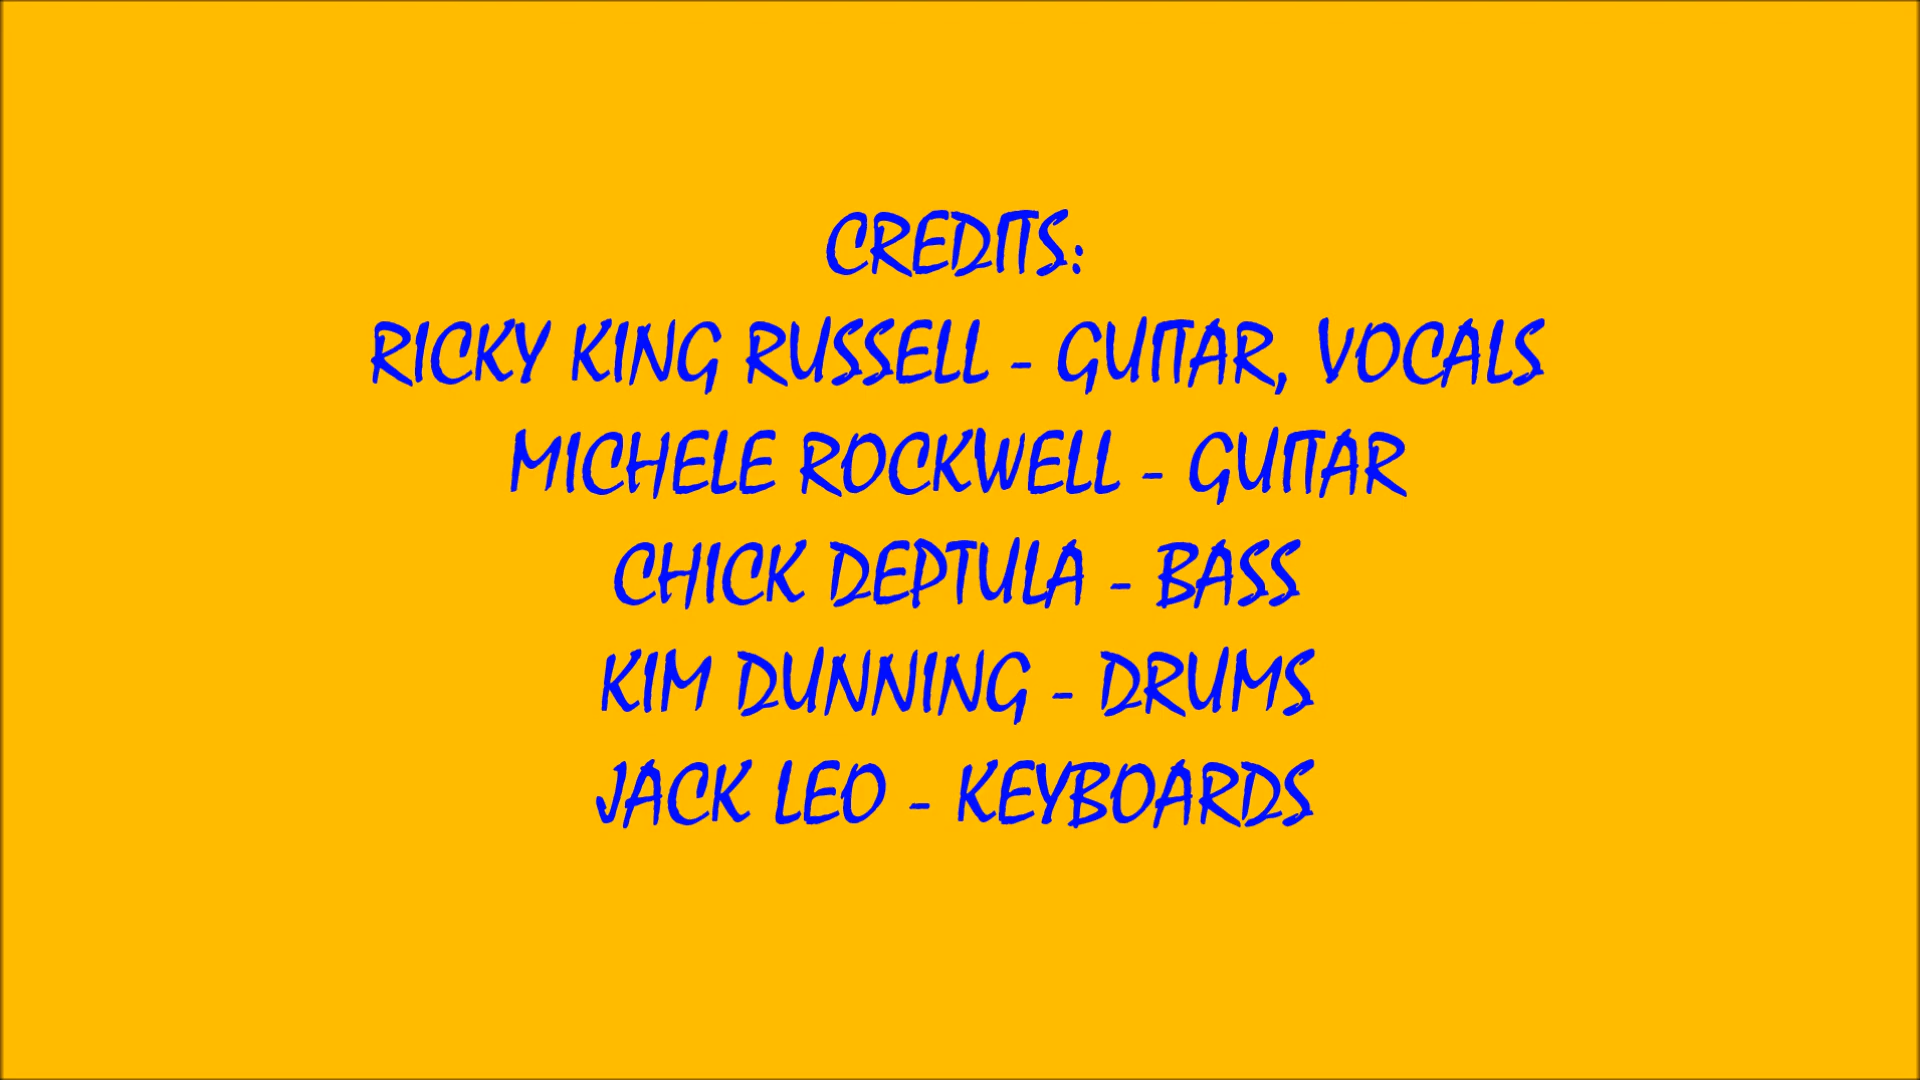 CREDITS:
RICKY KING RUSSELL - GUITAR, VOCALS
MICHELE ROCKWELL - GUITAR
CHICK DEPTULA - BASS
KIM DUNNING - DRUMS
JACK LEO - KEYBOARDS